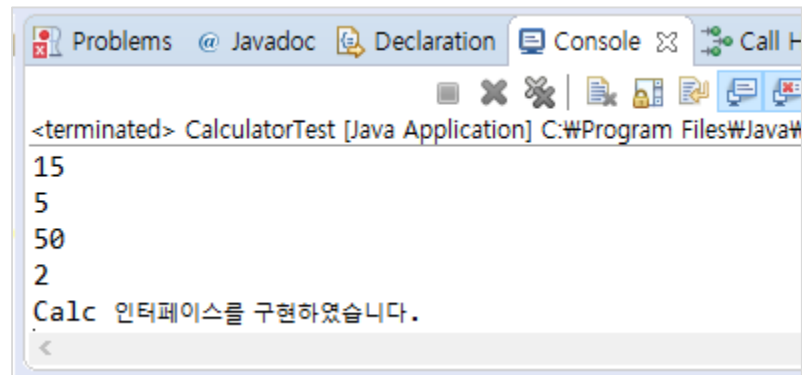 Problems @ Javadoc Declaration Console Call H
<terminated> CalculatorTest [Java Application] C:₩Program Files₩Java₩
15
5
50
2
Calc 인터페이스를 구현하였습니다.